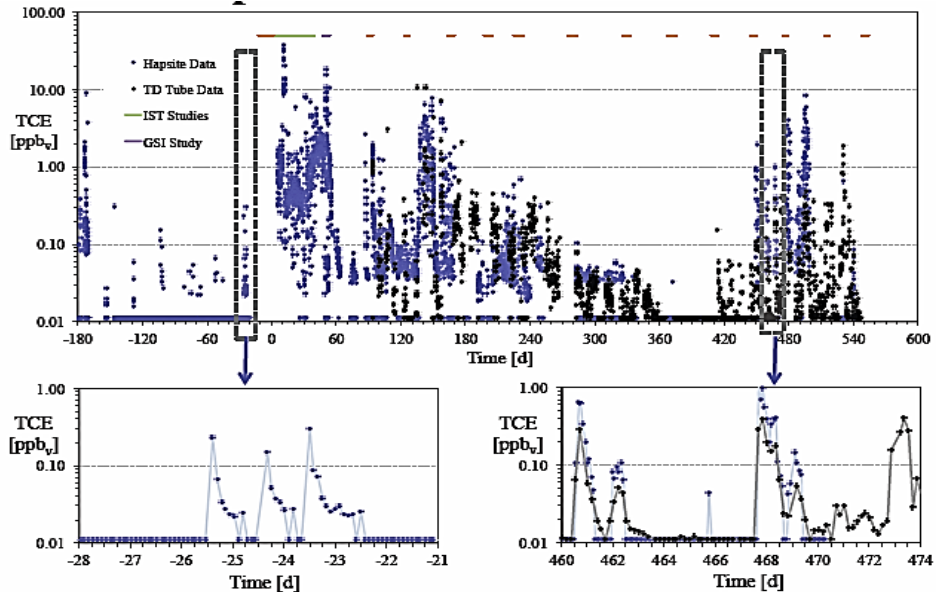 100.00
10.00
TCE
[ppbv]
1.00
0.10
0.01
Hapsite Data
TD Tube Data
IST Studies
GSI Study
-180 -120 -60 0 60 120 180 240 300 360 420 480 540 600
Time [d]
1.00
TCE
[ppbv]
0.10
0.01
-28 -27 -26 -25 -24 -23 -22 -21
Time [d]
1.00
TCE
[ppbv]
0.10
0.01
460 462 464 466 468 470 472 474
Time [d]